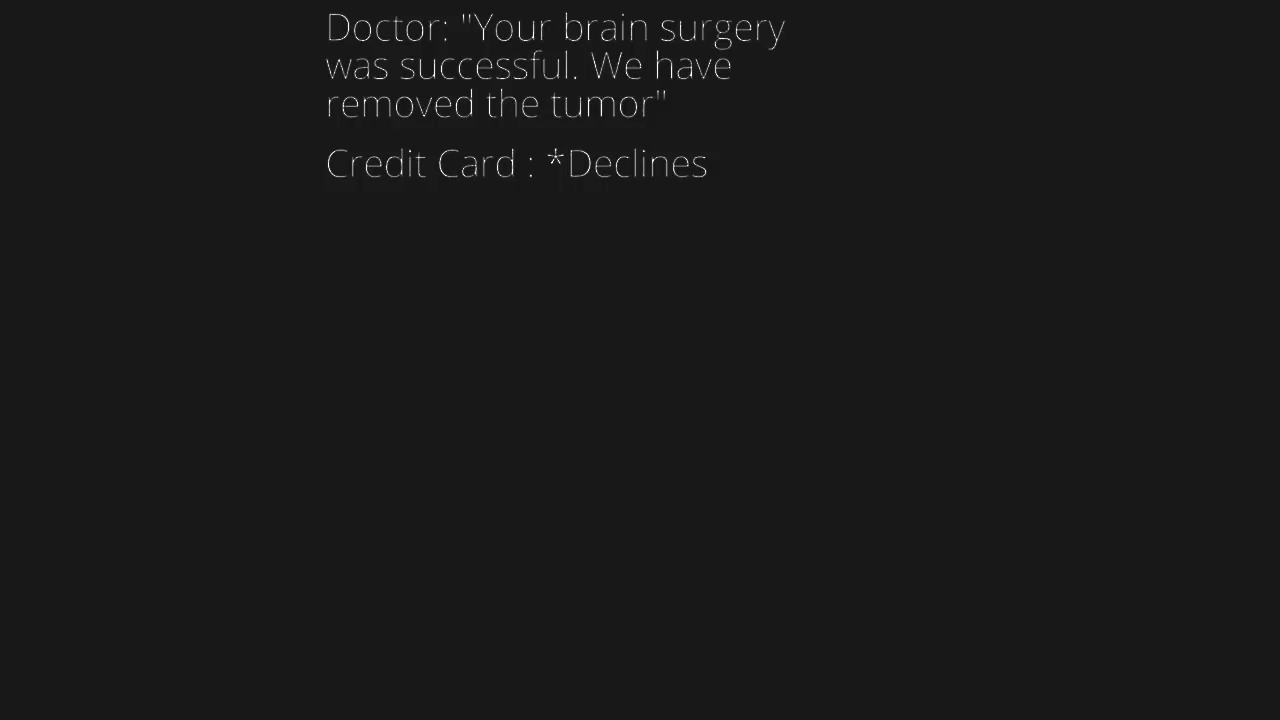 Doctor: "Your brain surgery
was successful. We have
removed the tumor"
Credit Card : *Declines